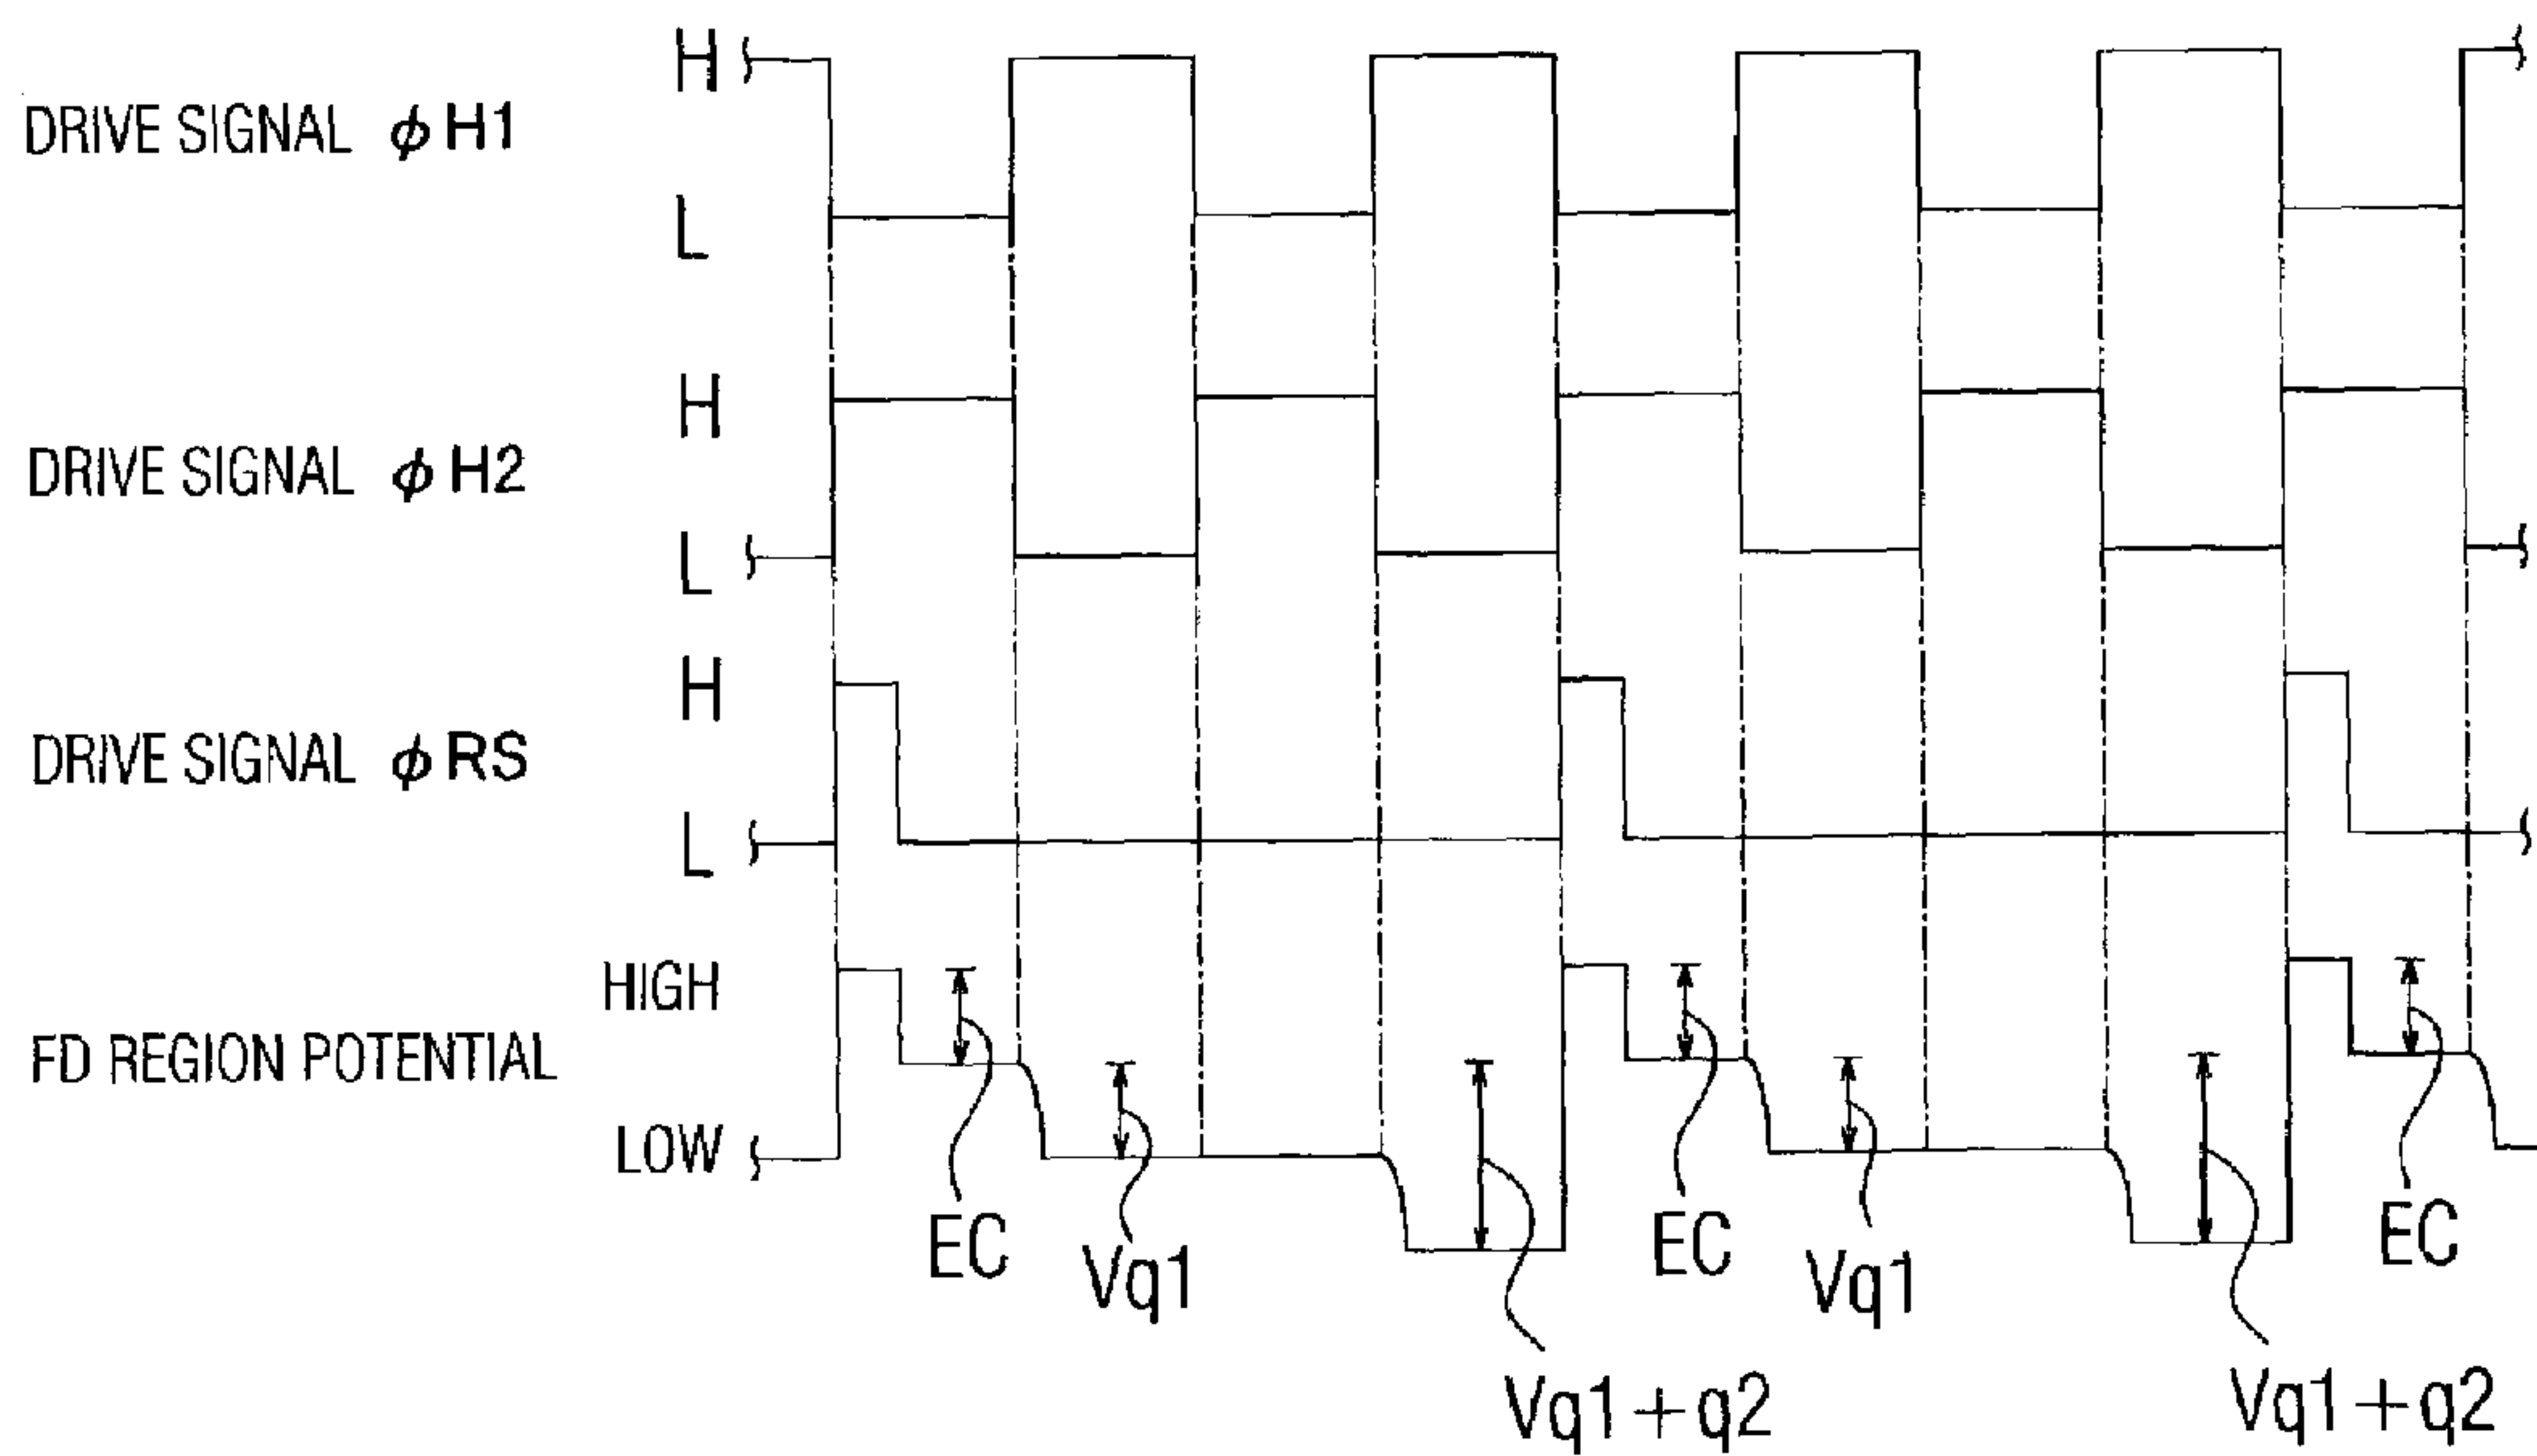 H
DRIVE SIGNAL ϕH1
L
H
DRIVE SIGNAL ϕH2
L
H
DRIVE SIGNAL ϕRS
L
HIGH
FD REGION POTENTIAL
LOW
EC
Vq1
EC
Vq1
EC
Vq1+q2
Vq1+q2